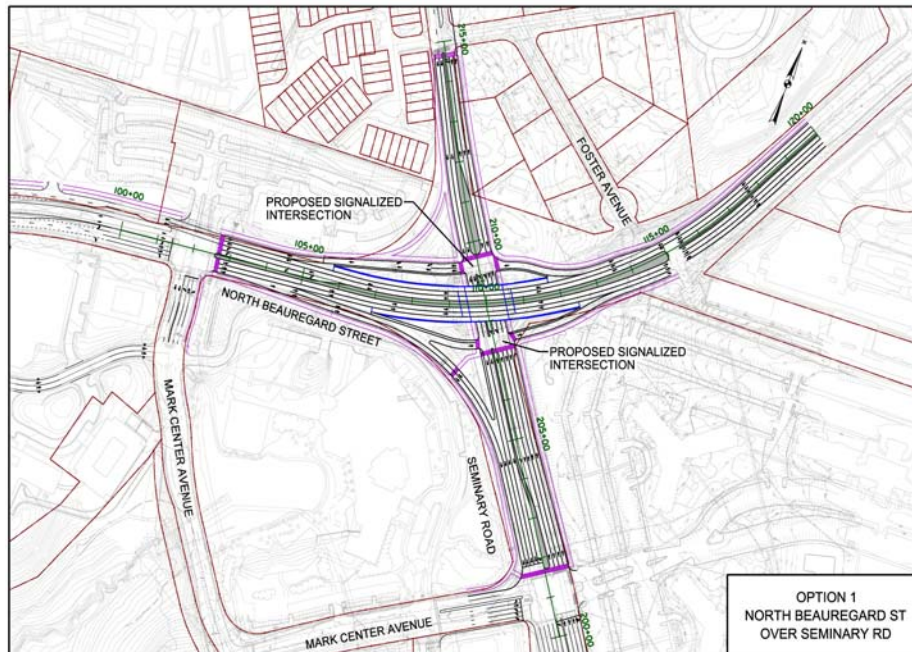 215+00
120+00
FOSTER AVENUE
100+00
PROPOSED SIGNALIZED
INTERSECTION
210+00
105+00
115+00
110+00
NORTH BEAUREGARD STREET
PROPOSED SIGNALIZED
INTERSECTION
MARK CENTER AVENUE
205+00
SEMINARY ROAD
MARK CENTER AVENUE
200+00
OPTION 1
NORTH BEAUREGARD ST
OVER SEMINARY RD